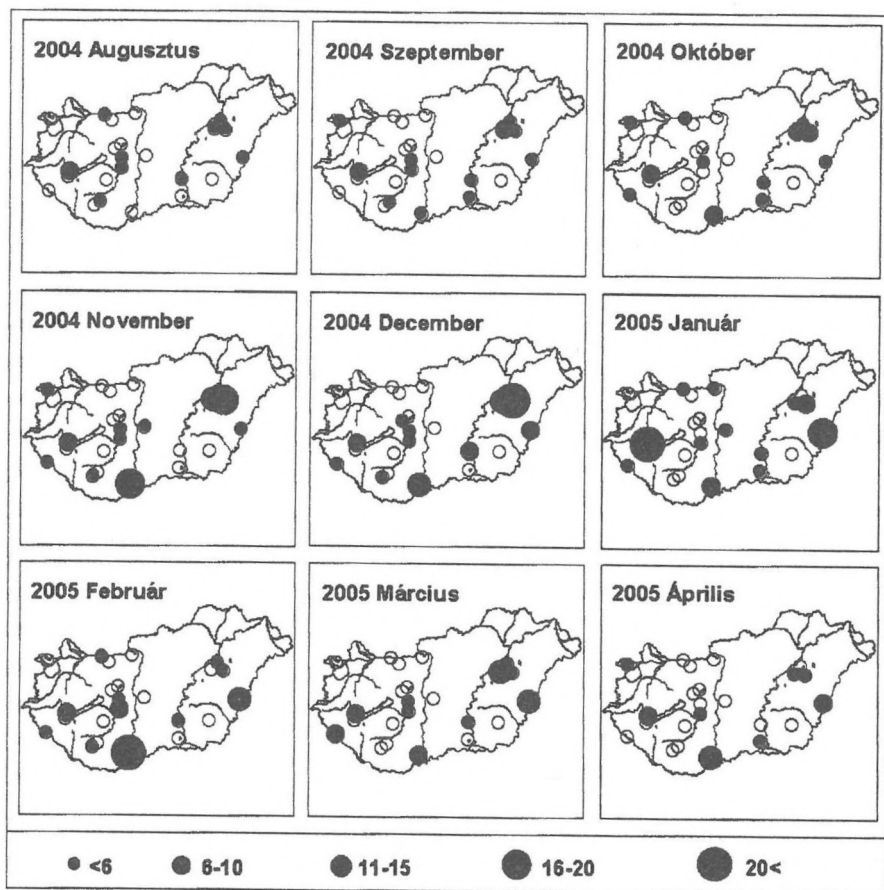 2004 Augusztus
2004 Szeptember
2004 Október
2004 November
2004 December
2005 Január
2005 Február
2005 Március
2005 Április
<6
6-10
11-15
16-20
20<